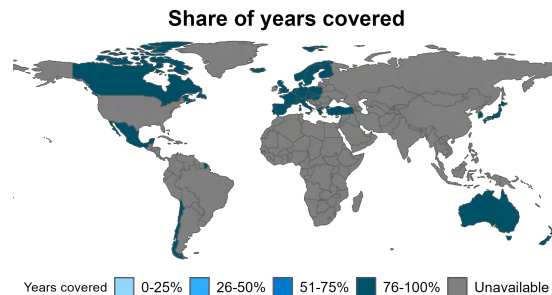 Share of years covered
Years covered 0-25% 26-50% 51-75% 76-100% Unavailable